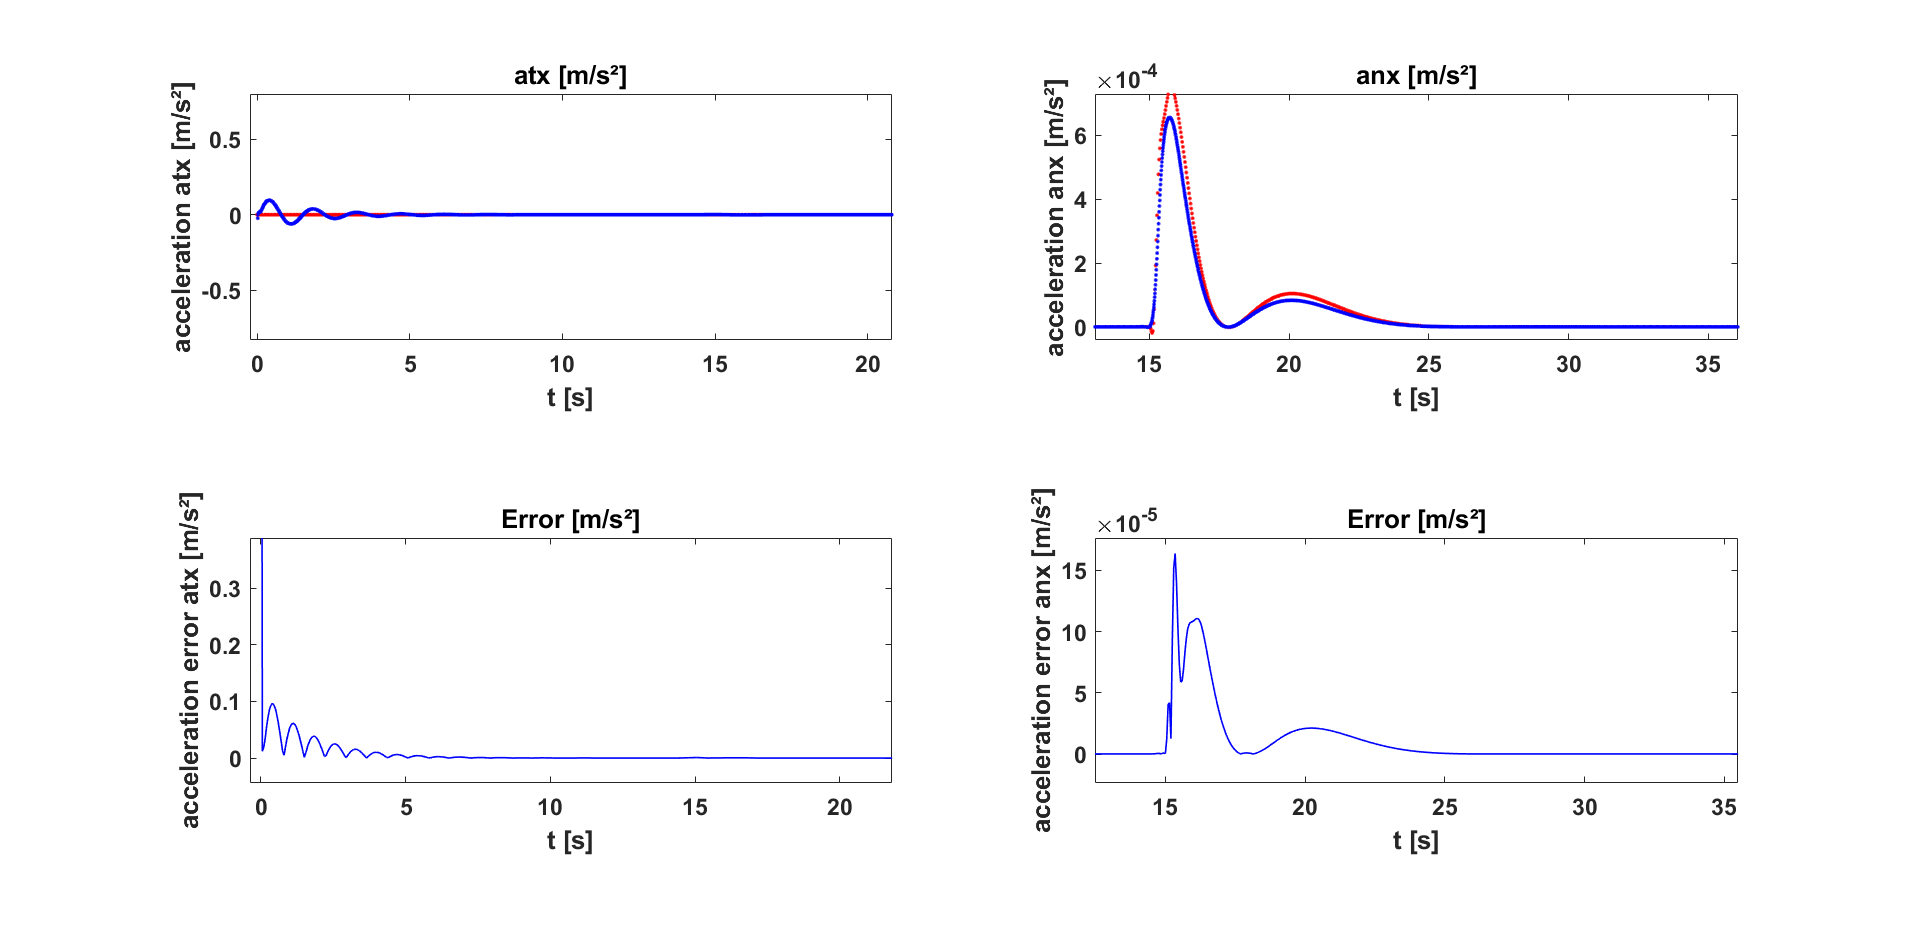 atx [m/s²]
acceleration atx [m/s²]
0.5
0
-0.5
0 5 10 15 20
t [s]
anx [m/s²]
×10⁻⁴
acceleration anx [m/s²]
6
4
2
0
15 20 25 30 35
t [s]
Error [m/s²]
acceleration error atx [m/s²]
0.3
0.2
0.1
0
0 5 10 15 20
t [s]
Error [m/s²]
×10⁻⁵
acceleration error anx [m/s²]
15
10
5
0
15 20 25 30 35
t [s]